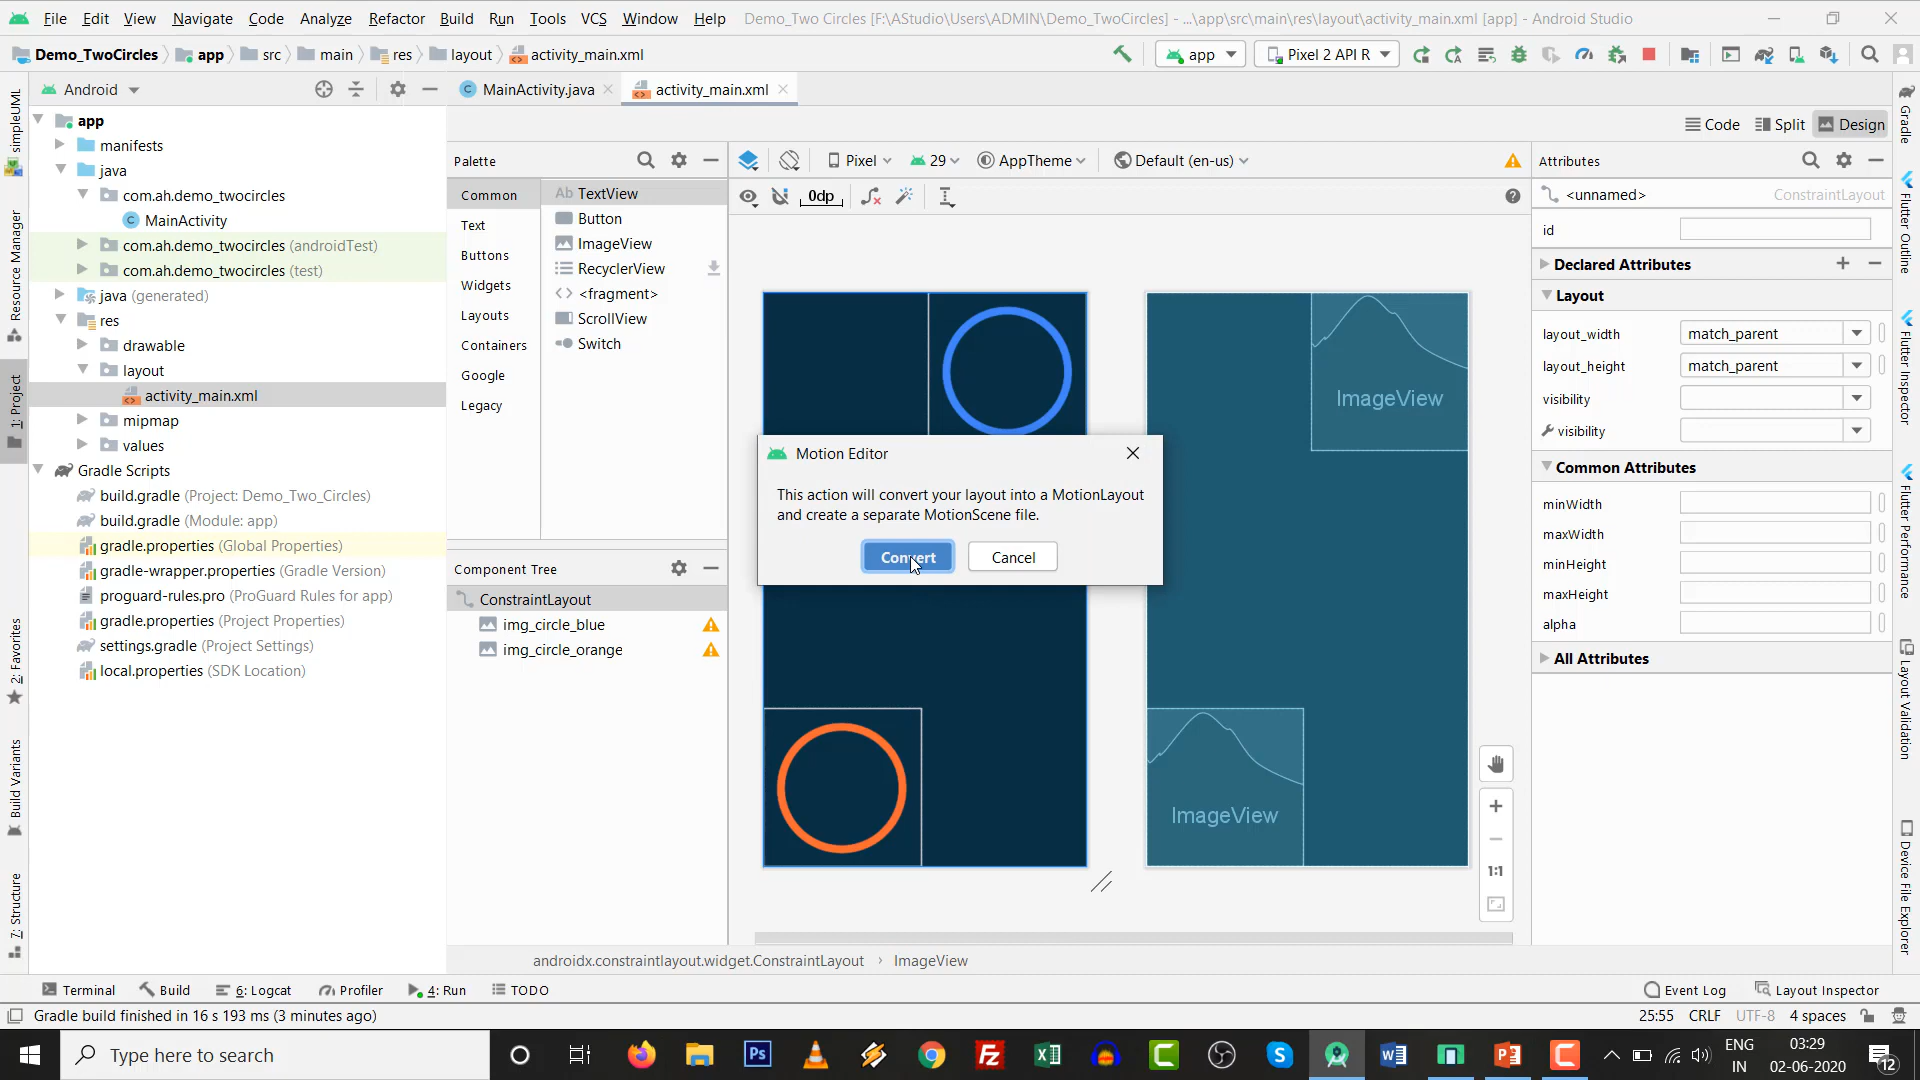 File Edit View Navigate Code Analyze Refactor Build Run Tools VCS Window Help Demo_Two Circles [F:\AStudio\Users\ADMIN\Demo_TwoCircles] - ...\app\src\main\res\layout\activity_main.xml [app] - Android Studio
Demo_TwoCircles app src main res layout activity_main.xml app Pixel 2 API R
Android MainActivity.java activity_main.xml
Code Split Design
simpleUML
Resource Manager
1: Project
2: Favorites
Build Variants
7: Structure
app
manifests
java
com.ah.demo_twocircles
MainActivity
com.ah.demo_twocircles (androidTest)
com.ah.demo_twocircles (test)
java (generated)
res
drawable
layout
activity_main.xml
mipmap
values
Gradle Scripts
build.gradle (Project: Demo_Two_Circles)
build.gradle (Module: app)
gradle.properties (Global Properties)
gradle-wrapper.properties (Gradle Version)
proguard-rules.pro (ProGuard Rules for app)
gradle.properties (Project Properties)
settings.gradle (Project Settings)
local.properties (SDK Location)
Palette
Common
Text
Buttons
Widgets
Layouts
Containers
Google
Legacy
Ab TextView
Button
ImageView
RecyclerView
<> <fragment>
ScrollView
Switch
Component Tree
ConstraintLayout
img_circle_blue
img_circle_orange
Pixel 29 AppTheme Default (en-us)
0dp
ImageView
ImageView
1:1
Motion Editor
This action will convert your layout into a MotionLayout
and create a separate MotionScene file.
Convert Cancel
androidx.constraintlayout.widget.ConstraintLayout › ImageView
Attributes
<unnamed> ConstraintLayout
id
Declared Attributes
Layout
layout_width match_parent
layout_height match_parent
visibility
visibility
Common Attributes
minWidth
maxWidth
minHeight
maxHeight
alpha
All Attributes
Gradle
Flutter Outline
Flutter Inspector
Flutter Performance
Layout Validation
Device File Explorer
Terminal Build 6: Logcat Profiler 4: Run TODO Event Log Layout Inspector
Gradle build finished in 16 s 193 ms (3 minutes ago) 25:55 CRLF UTF-8 4 spaces
Type here to search
Ps
Fz
ENG
IN
03:29
02-06-2020
12